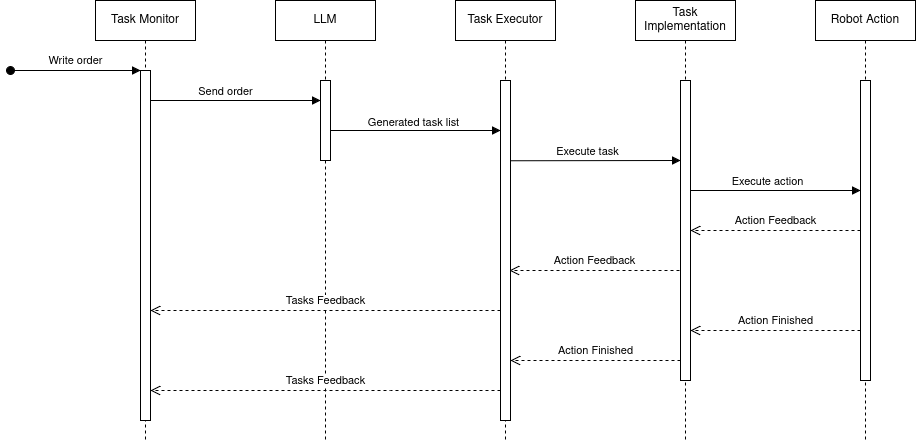 Task Monitor
LLM
Task Executor
Task
Implementation
Robot Action
Write order
Send order
Generated task list
Execute task
Execute action
Action Feedback
Action Feedback
Tasks Feedback
Action Finished
Action Finished
Tasks Feedback